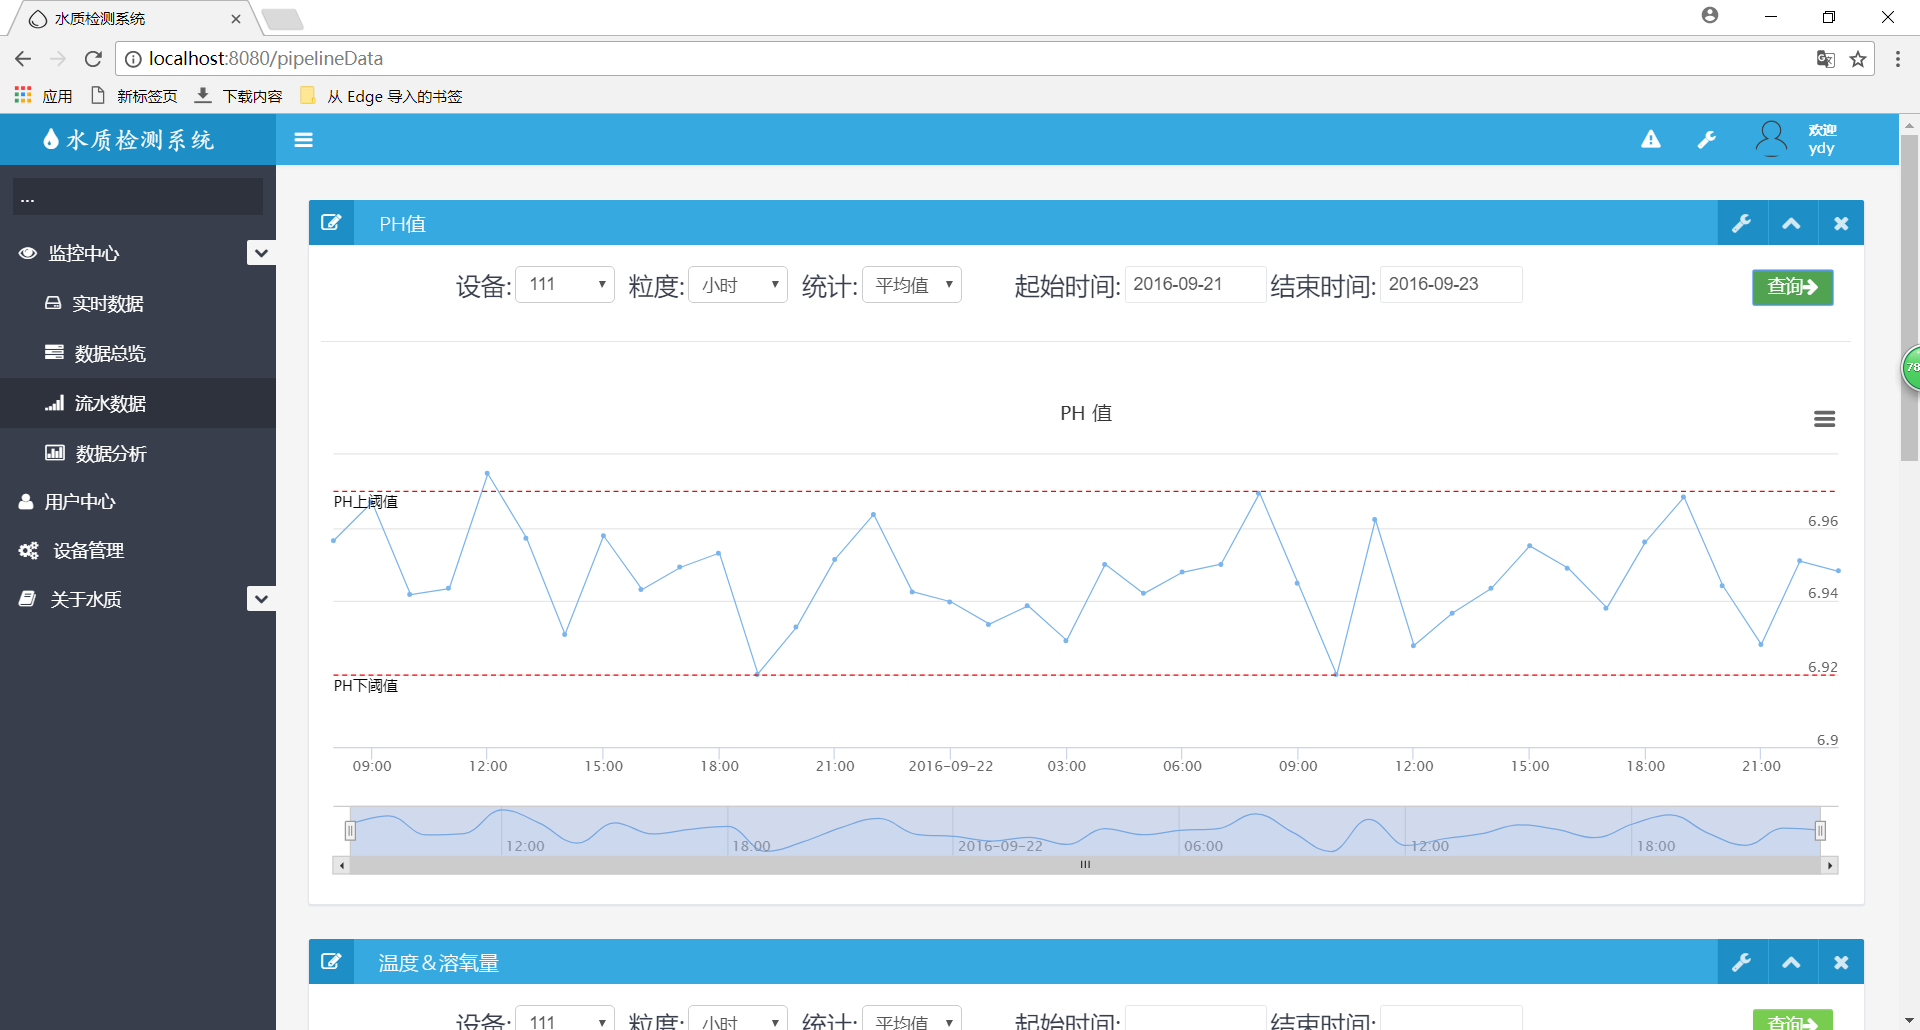 水质检测系统
localhost:8080/pipelineData
应用 新标签页 下载内容 从 Edge 导入的书签
水质检测系统
欢迎
ydy
...
监控中心
实时数据
数据总览
流水数据
数据分析
用户中心
设备管理
关于水质
PH值
设备: 111 粒度: 小时 统计: 平均值 起始时间: 2016-09-21 结束时间: 2016-09-23 查询
78
PH 值
PH上阈值
6.96
6.94
6.92
PH下阈值
6.9
09:00 12:00 15:00 18:00 21:00 2016-09-22 03:00 06:00 09:00 12:00 15:00 18:00 21:00
12:00 18:00 2016-09-22 06:00 12:00 18:00
温度&溶氧量
设备: 111 粒度: 小时 统计: 平均值 起始时间: 结束时间: 查询